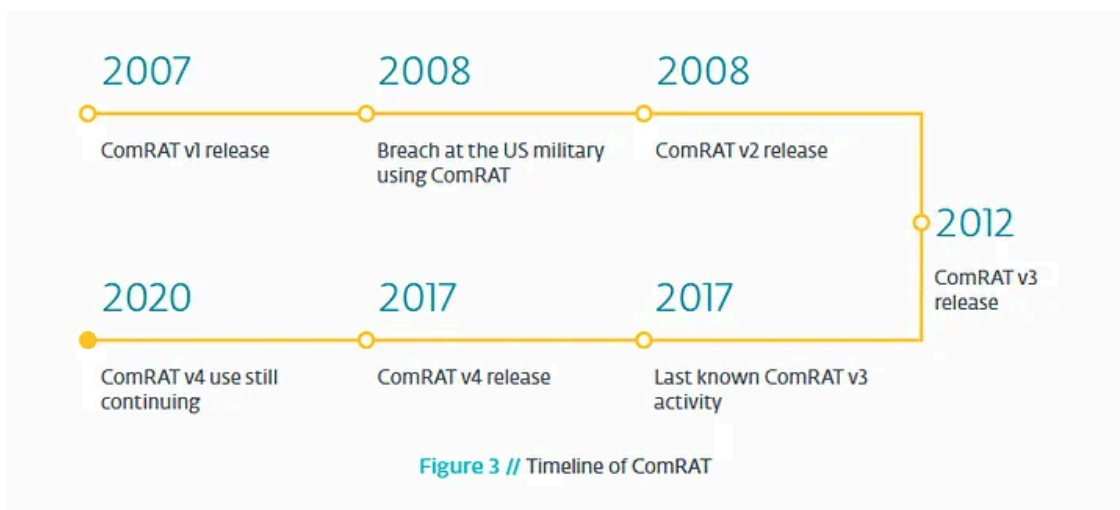 2007
ComRAT v1 release
2008
Breach at the US military
using ComRAT
2008
ComRAT v2 release
2012
ComRAT v3
release
2017
Last known ComRAT v3
activity
2017
ComRAT v4 release
2020
ComRAT v4 use still
continuing
Figure 3 // Timeline of ComRAT